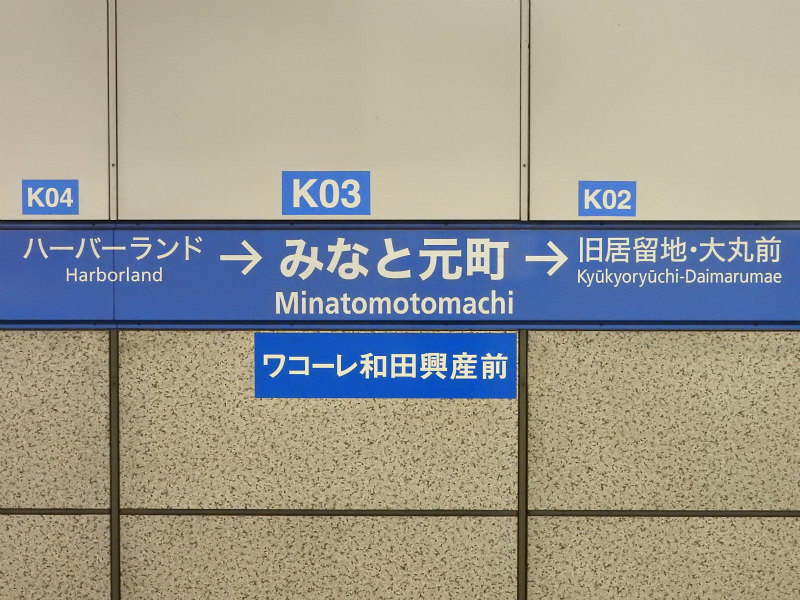 K04
K03
K02
ハーバーランド → みなと元町 → 旧居留地・大丸前
Harborland Minatomotomachi Kyūkyoryūchi-Daimarumae
ワコーレ和田興産前